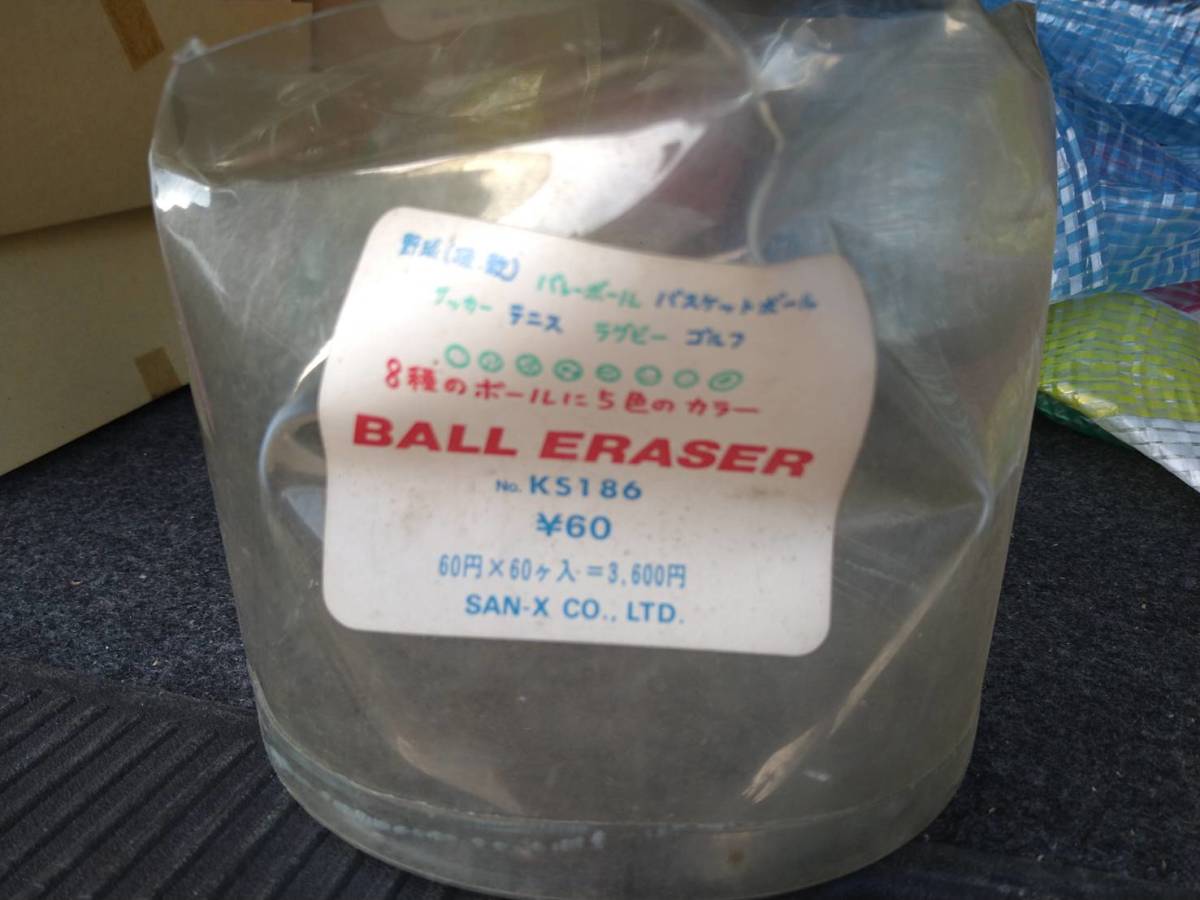 野球(硬.軟) バレーボール バスケットボール
サッカー テニス ラグビー ゴルフ
8種のボールに5色のカラー
BALL ERASER
No. KS186
¥60
60円×60ヶ入=3,600円
SAN-X CO., LTD.